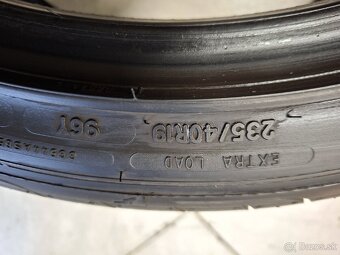 235/40R19 96Y
EXTRA LOAD
bazos.sk